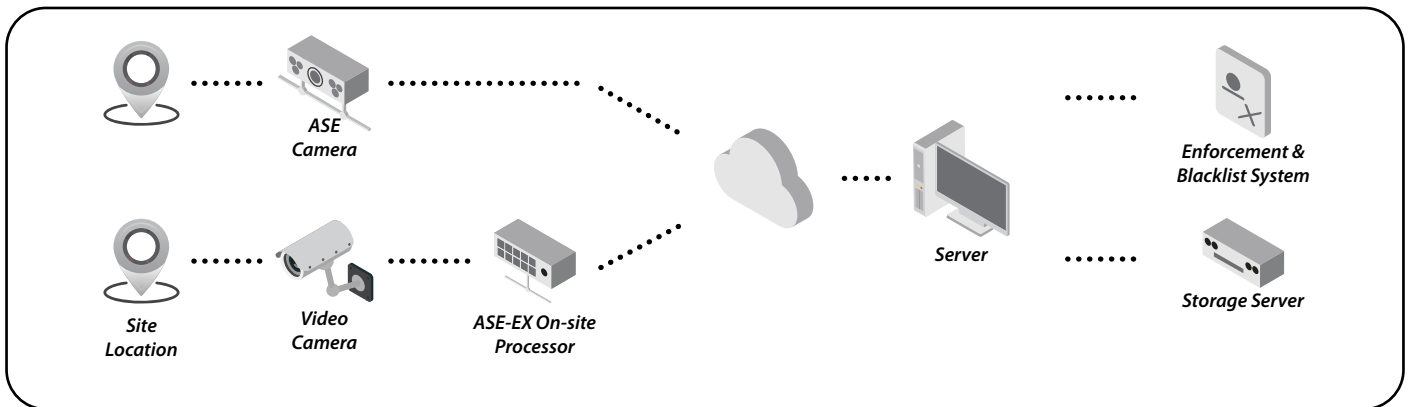 ASE
Camera
Enforcement &
Blacklist System
Server
Site
Location
Video
Camera
ASE-EX On-site
Processor
Storage Server